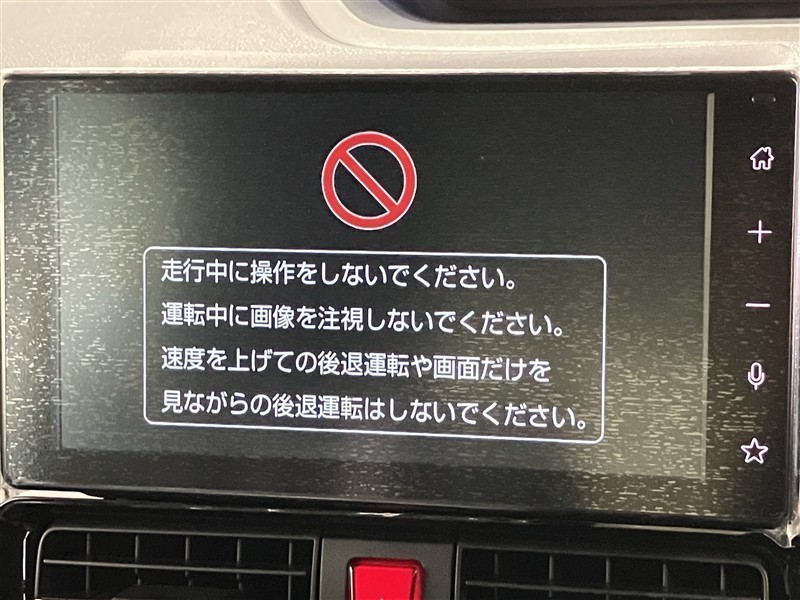 走行中に操作をしないでください。
運転中に画像を注視しないでください。
速度を上げての後退運転や画面だけを
見ながらの後退運転はしないでください。